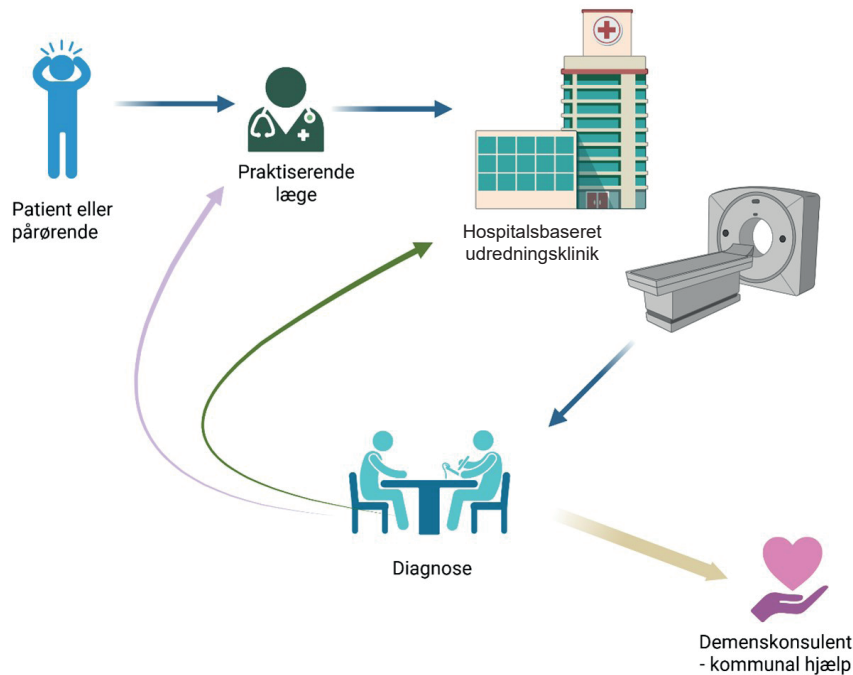 Patient eller
pårørende
Praktiserende
læge
Hospitalsbaseret
udredningsklinik
Diagnose
Demenskonsulent
- kommunal hjælp